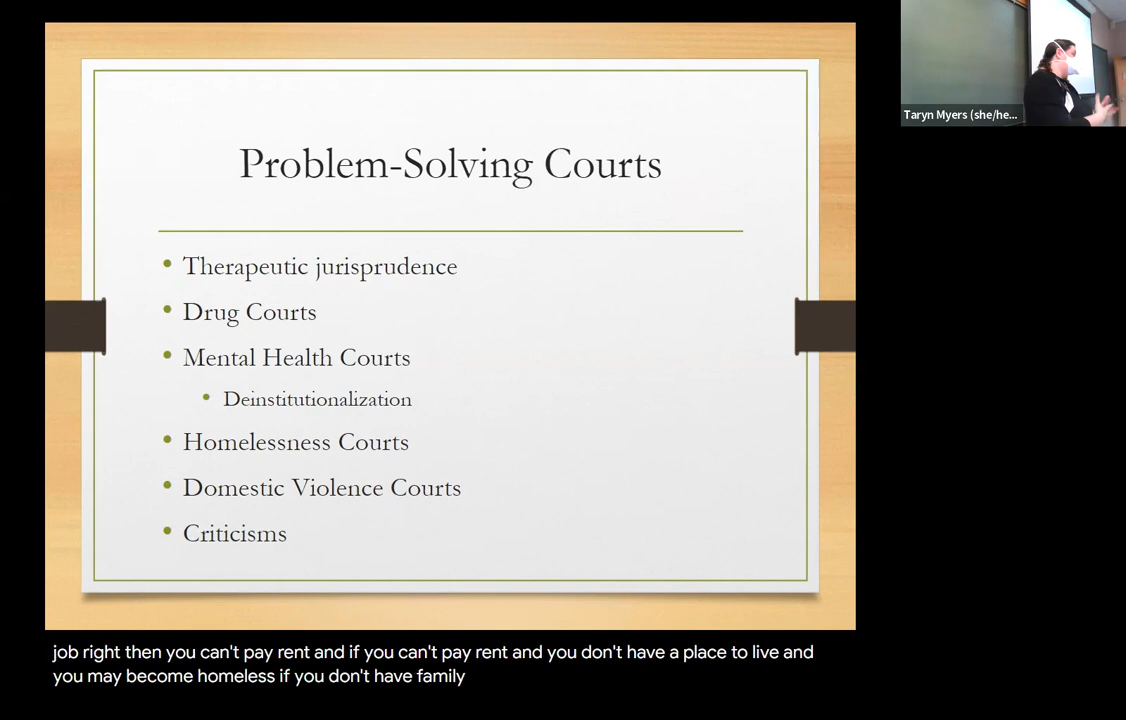 Taryn Myers (she/he...
Problem-Solving Courts
• Therapeutic jurisprudence
• Drug Courts
• Mental Health Courts
• Deinstitutionalization
• Homelessness Courts
• Domestic Violence Courts
• Criticisms
job right then you can't pay rent and if you can't pay rent and you don't have a place to live and
you may become homeless if you don't have family